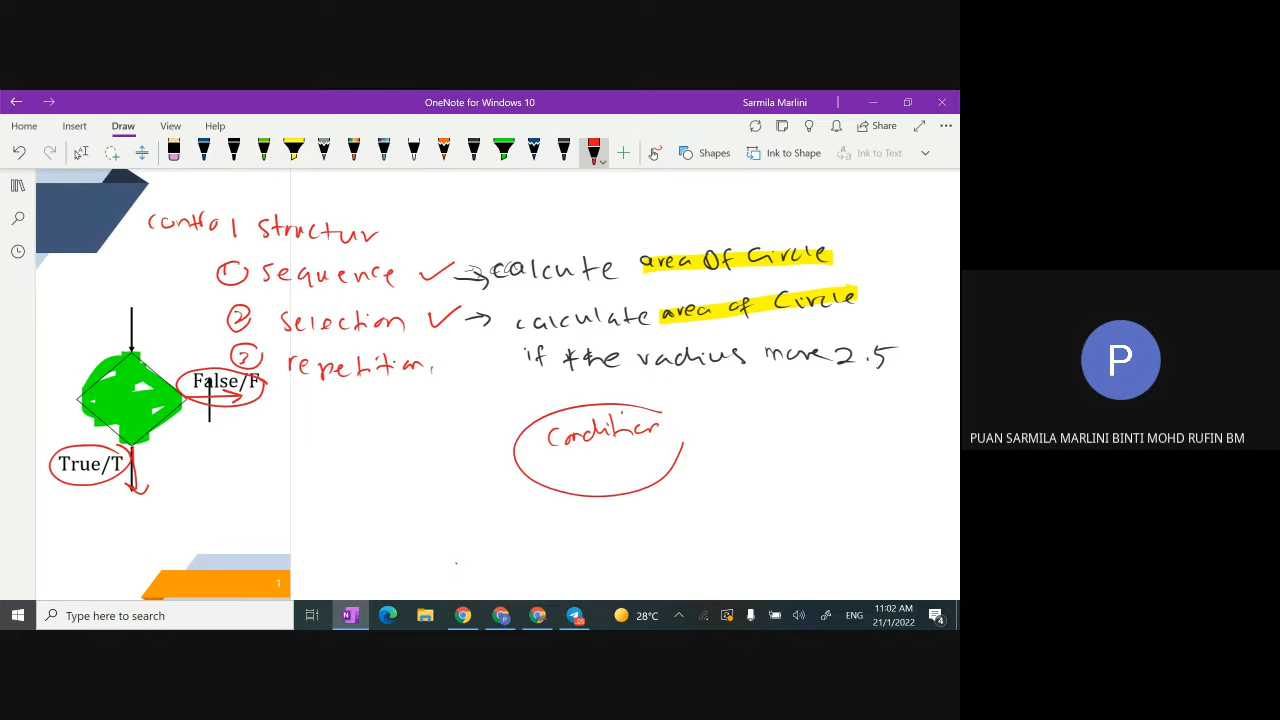 OneNote for Windows 10
Sarmila Marlini
Home Insert Draw View Help
Share
Shapes Ink to Shape Ink to Text
control structur
① sequence → calcute area Of Circle
② selection → calculate area of Circle
③ repetition, if the radius more 2.5
False/F
condition
True/T
1
PUAN SARMILA MARLINI BINTI MOHD RUFIN BM
P
Type here to search
28°C
ENG
11:02 AM
21/1/2022
4